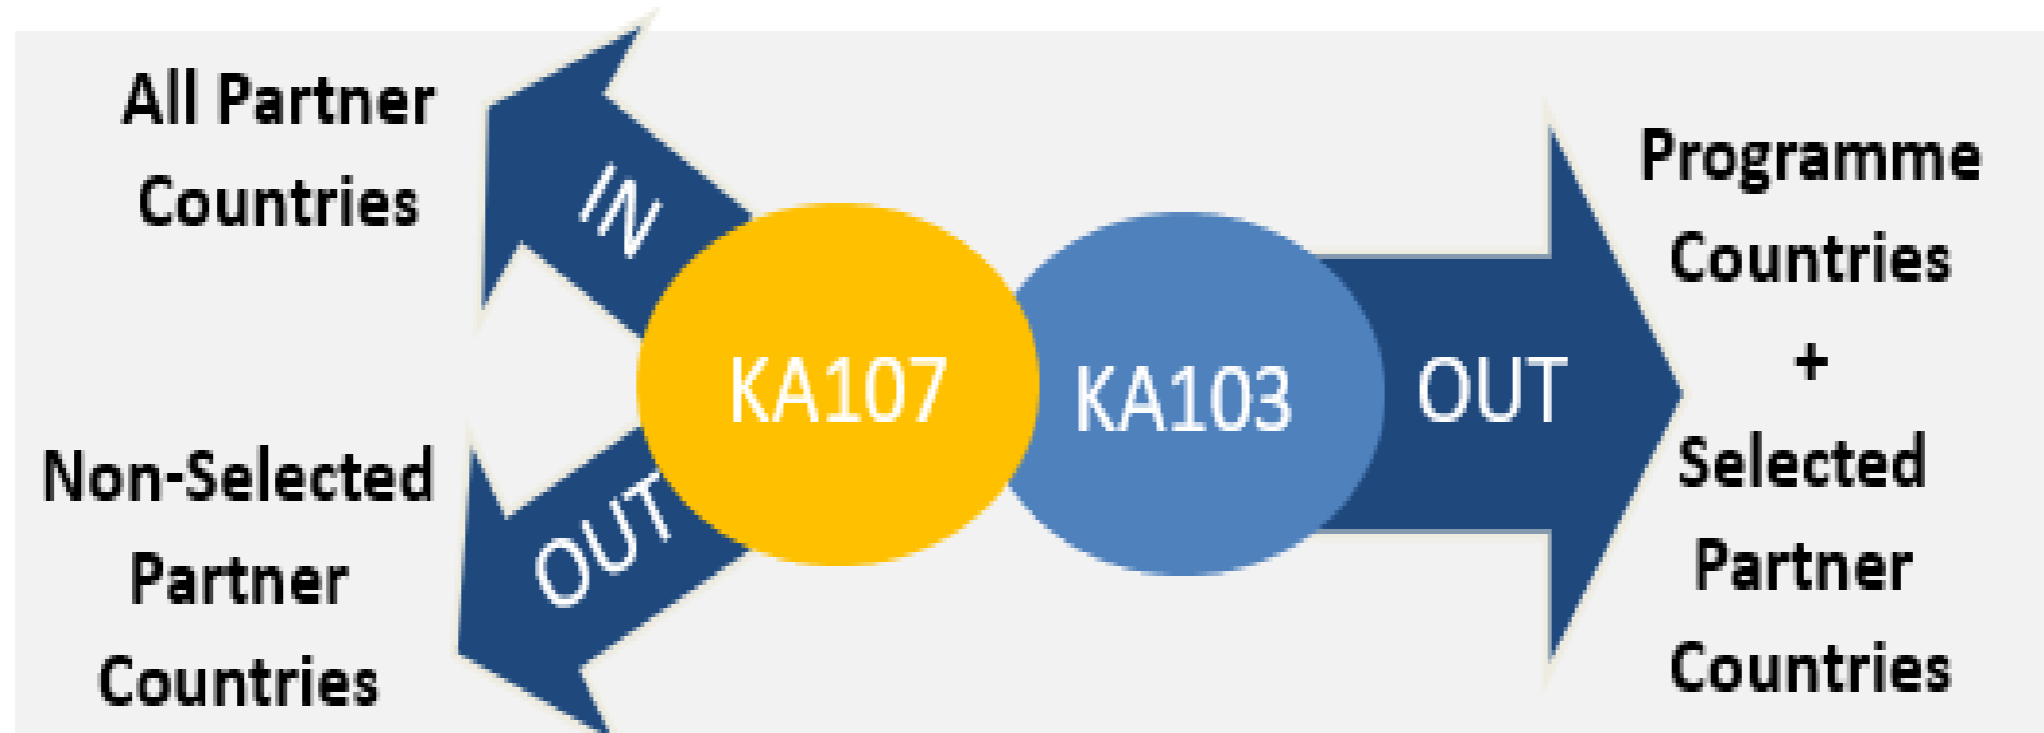 All Partner
Countries
IN
Non-Selected
Partner
Countries
OUT
KA107
KA103
OUT
Programme
Countries
+
Selected
Partner
Countries